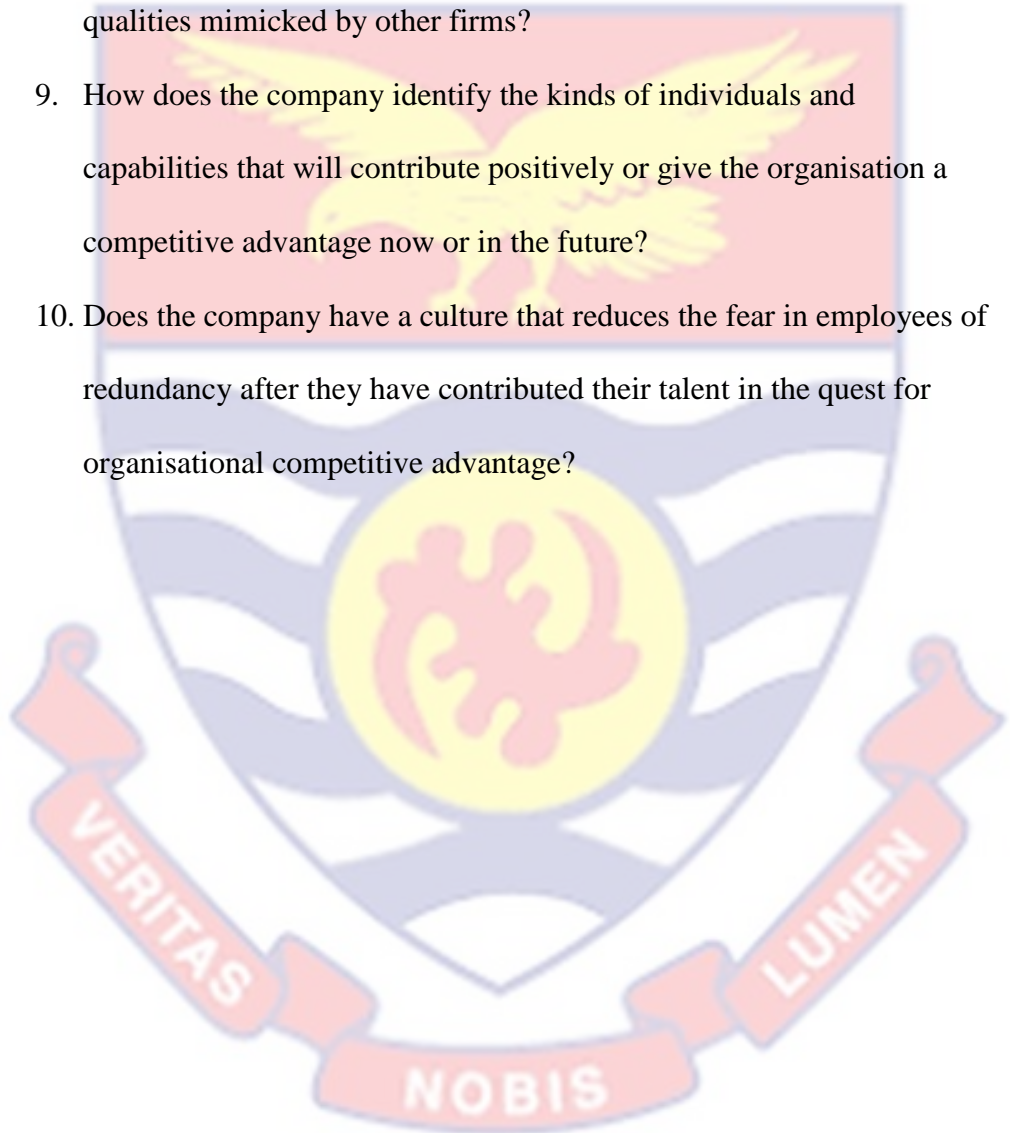 qualities mimicked by other firms?
9. How does the company identify the kinds of individuals and
capabilities that will contribute positively or give the organisation a
competitive advantage now or in the future?
10. Does the company have a culture that reduces the fear in employees of
redundancy after they have contributed their talent in the quest for
organisational competitive advantage?
VERITAS
NOBIS
LUMEN